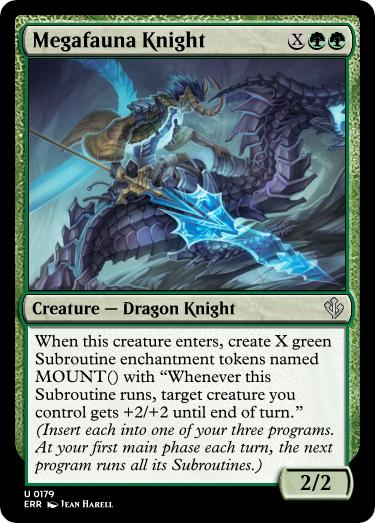 Megafauna Knight X
Creature — Dragon Knight
When this creature enters, create X green
Subroutine enchantment tokens named
MOUNT() with “Whenever this
Subroutine runs, target creature you
control gets +2/+2 until end of turn.”
(Insert each into one of your three programs.
At your first main phase each turn, the next
program runs all its Subroutines.)
2/2
U 0179
ERR Jean Harell